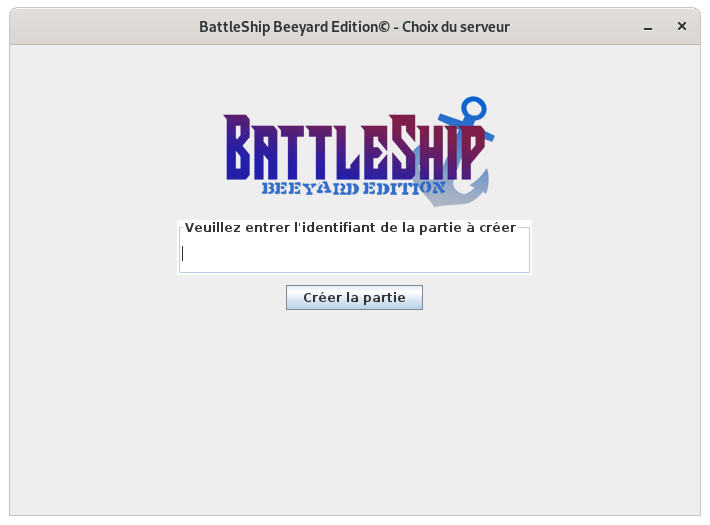 BattleShip Beeyard Edition© - Choix du serveur
BATTLESHIP
BEEYARD EDITION
Veuillez entrer l'identifiant de la partie à créer
Créer la partie